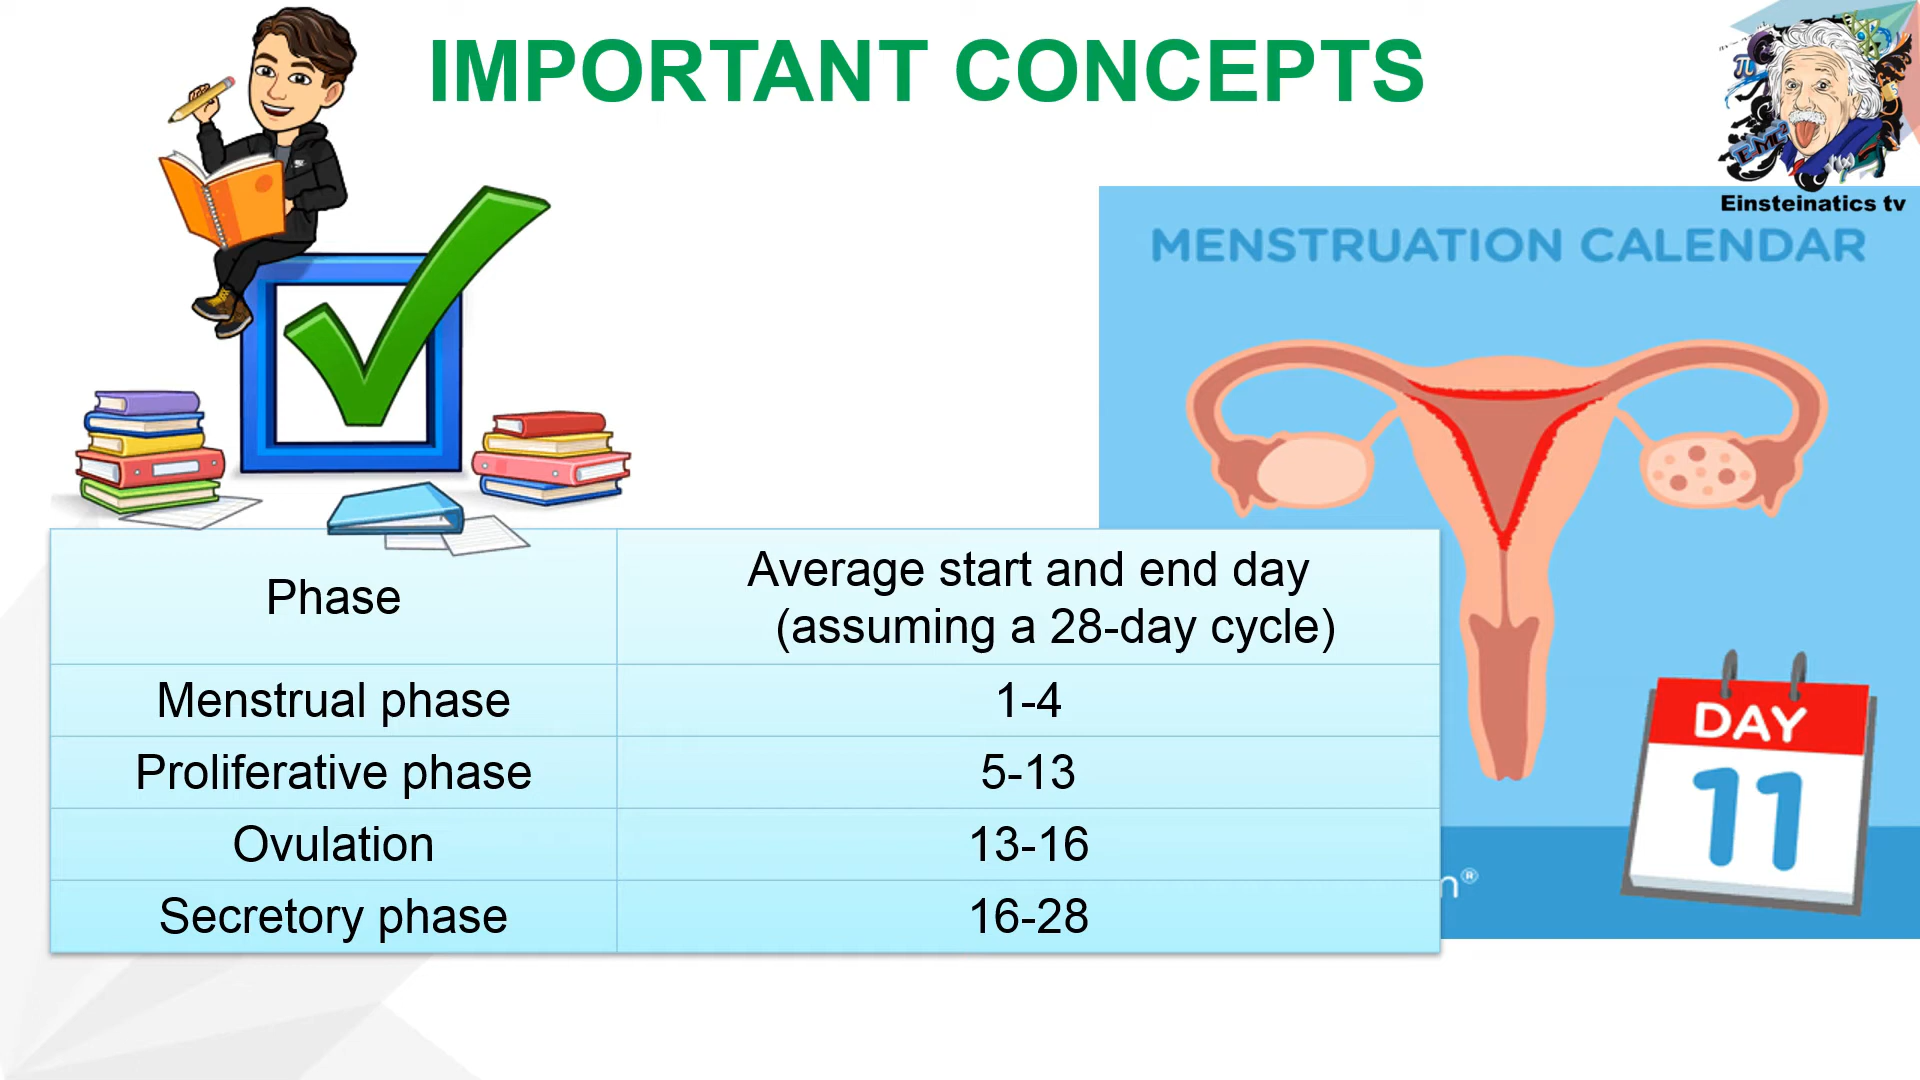 IMPORTANT CONCEPTS
Einsteinatics tv
MENSTRUATION CALENDAR
Phase
Average start and end day
(assuming a 28-day cycle)
Menstrual phase
1-4
Proliferative phase
5-13
Ovulation
13-16
Secretory phase
16-28
DAY
11
n®